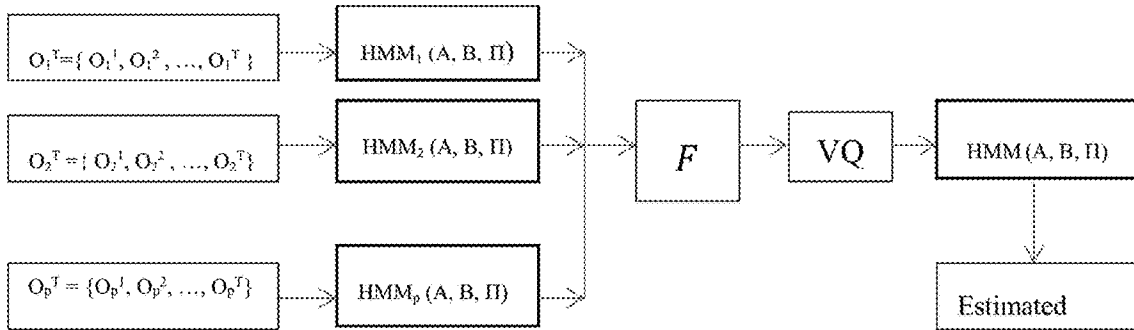 O₁ᵀ={ O₁¹, O₁², …, O₁ᵀ }
HMM₁ (A, B, Π)
O₂ᵀ={ O₂¹, O₂², …, O₂ᵀ}
HMM₂ (A, B, Π)
F
VQ
HMM (A, B, Π)
Oₚᵀ = {Oₚ¹, Oₚ², …, Oₚᵀ}
HMMₚ (A, B, Π)
Estimated